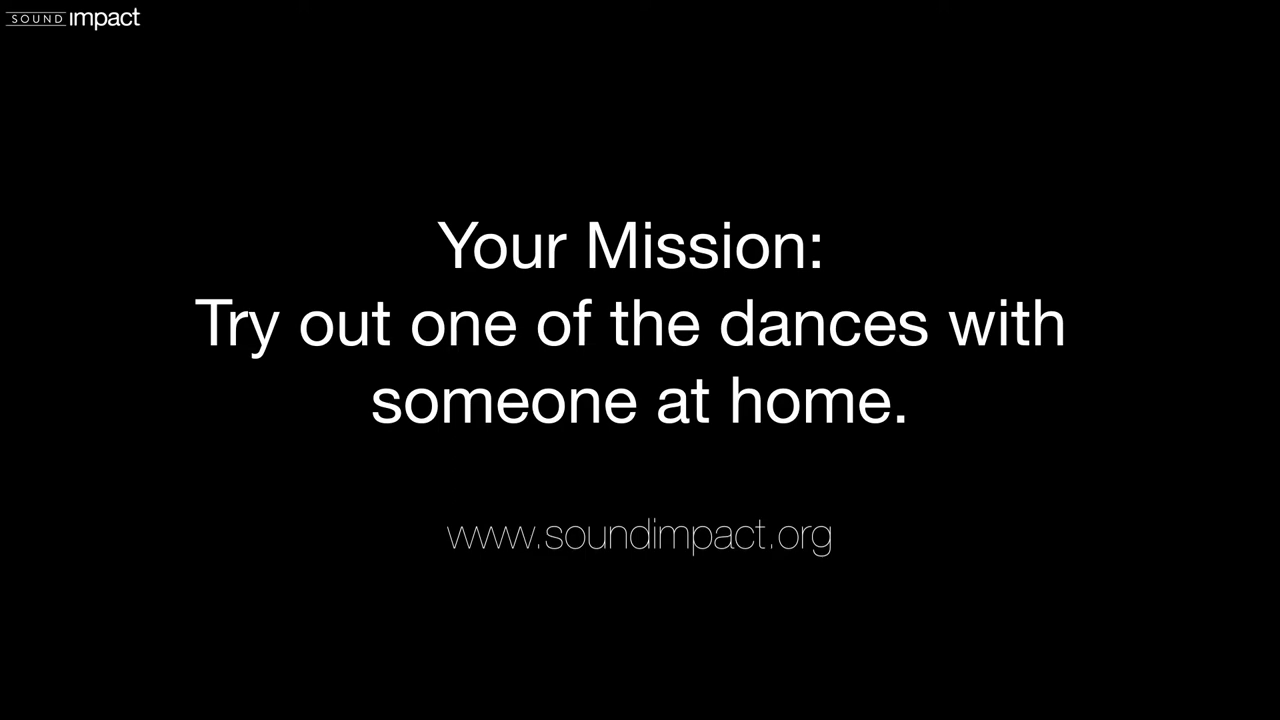 SOUND impact
Your Mission:
Try out one of the dances with
someone at home.
www.soundimpact.org